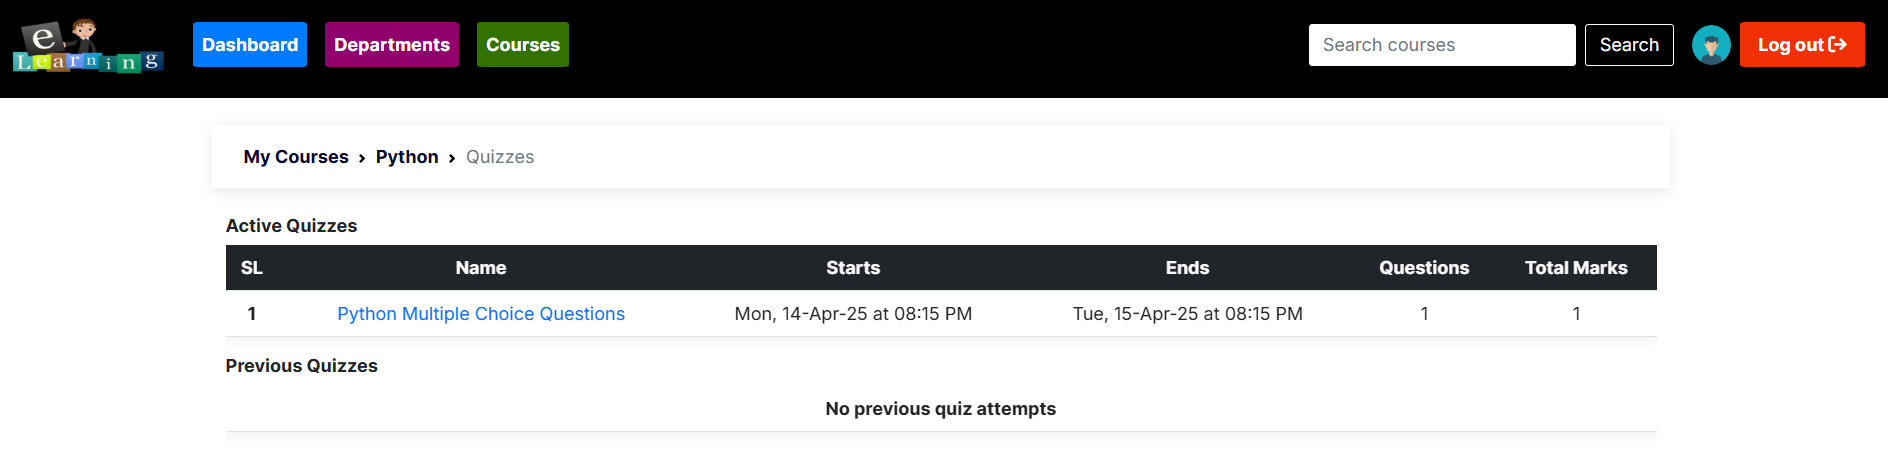 e
Learning
Dashboard Departments Courses Search courses Search Log out
My Courses › Python › Quizzes
Active Quizzes
SL Name Starts Ends Questions Total Marks
1 Python Multiple Choice Questions Mon, 14-Apr-25 at 08:15 PM Tue, 15-Apr-25 at 08:15 PM 1 1
Previous Quizzes
No previous quiz attempts